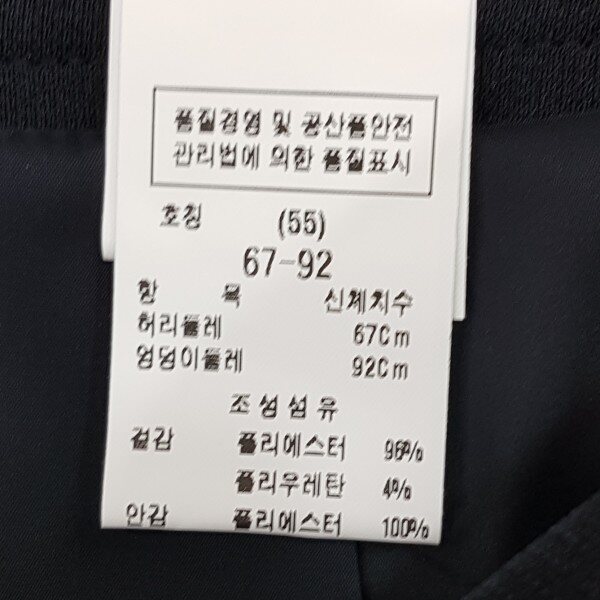 품질경영 및 공산품안전
관리법에 의한 품질표시
호칭 (55)
67-92
항 목 신체치수
허리둘레 67Cm
엉덩이둘레 92Cm
조성섬유
겉감 폴리에스터 96%
폴리우레탄 4%
안감 폴리에스터 100%